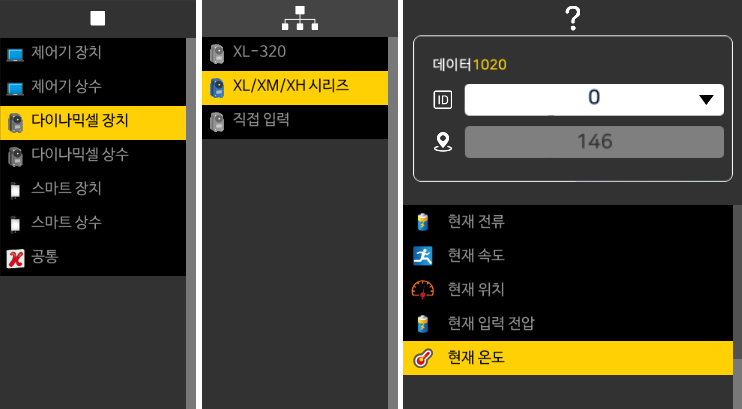 제어기 장치
제어기 상수
다이나믹셀 장치
다이나믹셀 상수
스마트 장치
스마트 상수
공통
XL-320
XL/XM/XH 시리즈
직접 입력
?
데이터1020
ID
0
146
현재 전류
현재 속도
현재 위치
현재 입력 전압
현재 온도